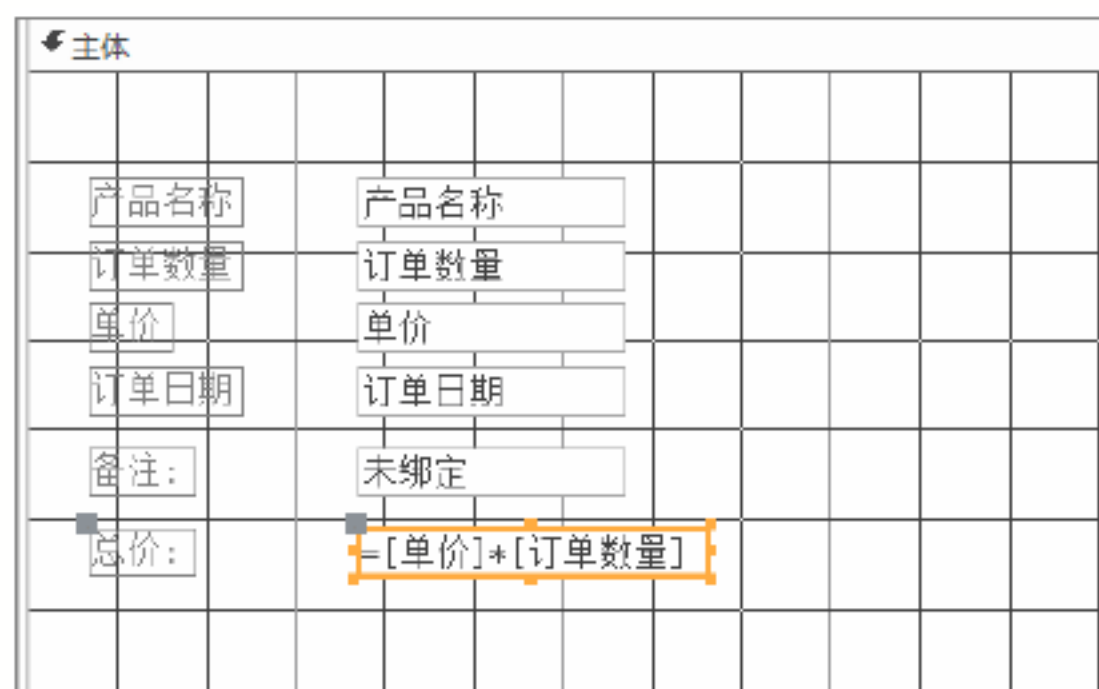 主体
产品名称 产品名称
订单数量 订单数量
单价 单价
订单日期 订单日期
备注： 未绑定
总价： =[单价]*[订单数量]